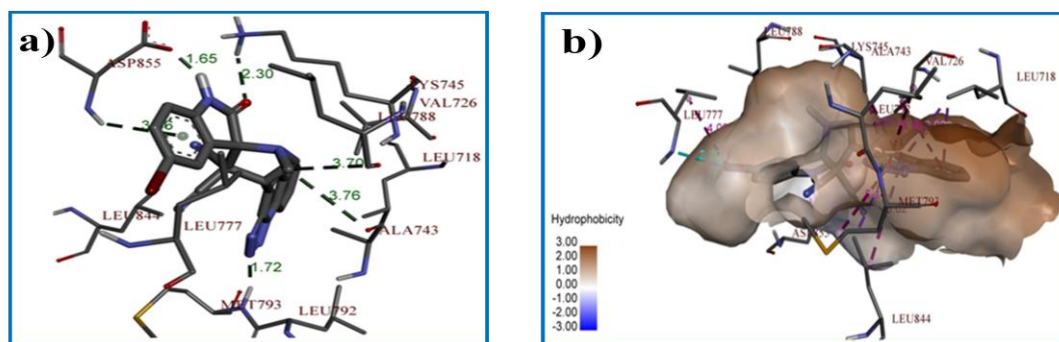 a)
ASP855
1.65
2.30
LYS745
VAL726
LEU788
LEU718
3.70
3.76
ALA743
LEU844
LEU777
1.72
MET793
LEU792
b)
LEU788
LYS745
ALA743
VAL726
LEU718
LEU777
MET793
LEU844
Hydrophobicity
3.00
2.00
1.00
0.00
-1.00
-2.00
-3.00